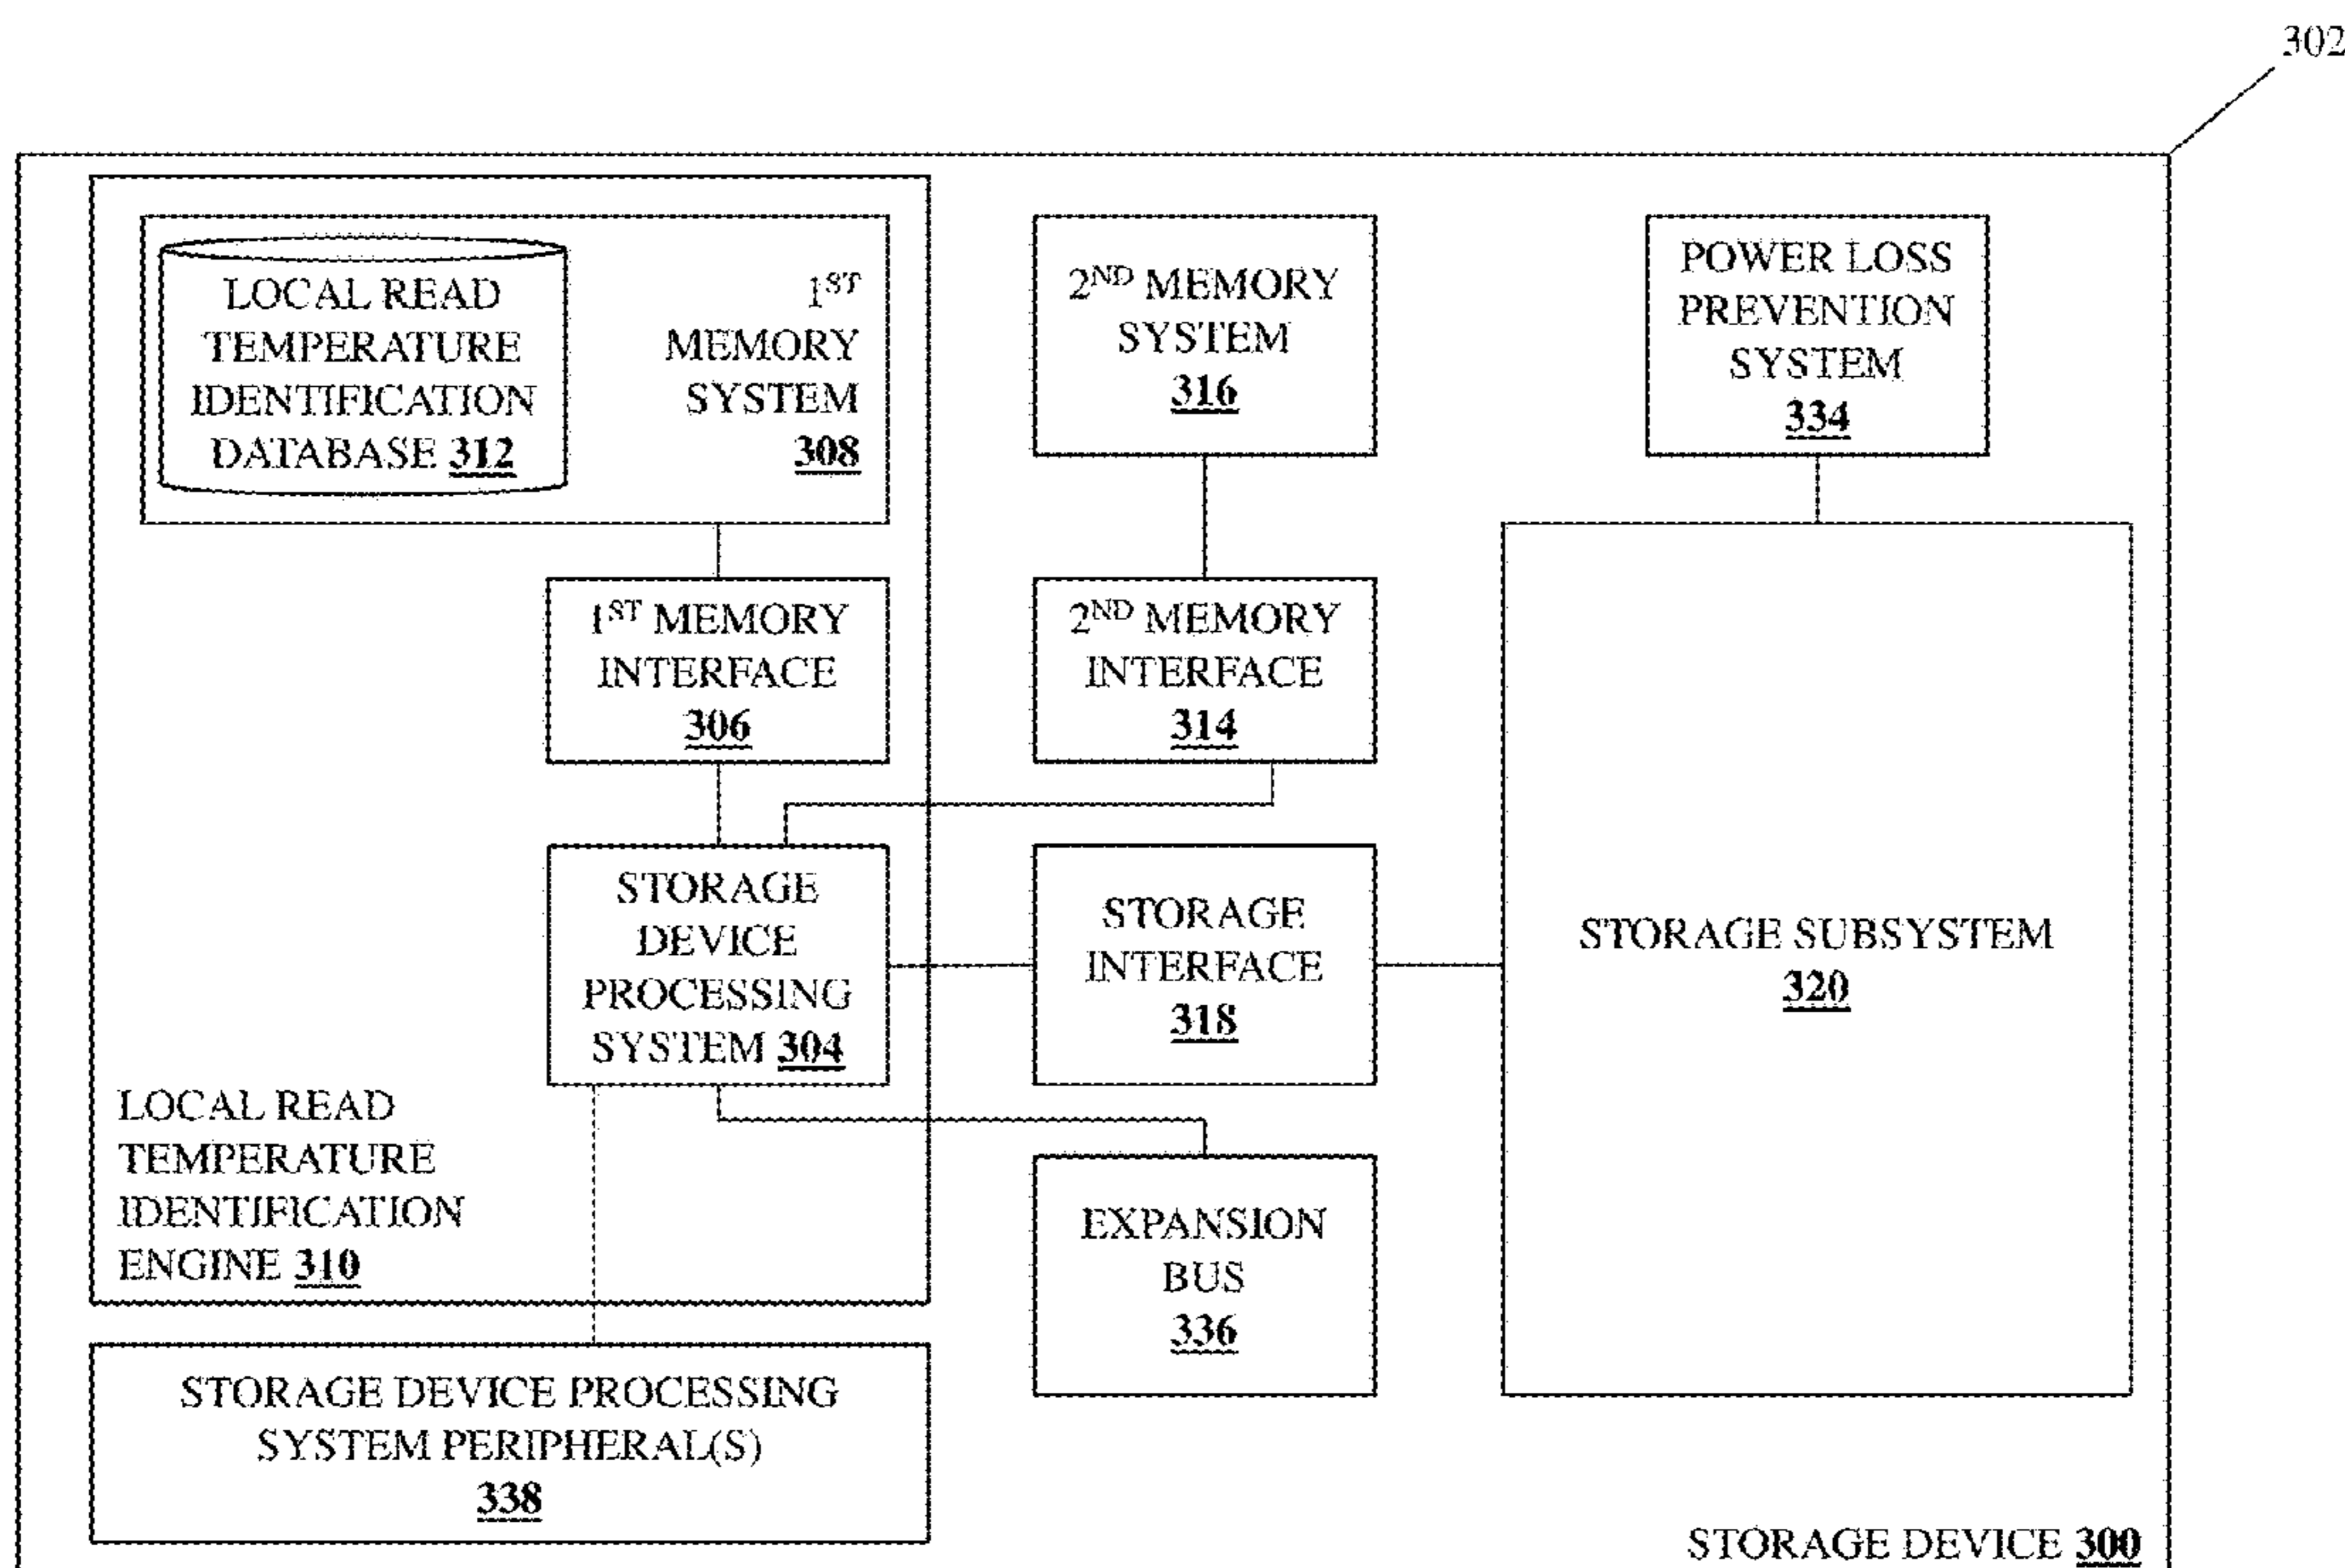 302
LOCAL READ
TEMPERATURE
IDENTIFICATION
DATABASE 312
1ST
MEMORY
SYSTEM
308
2ND MEMORY
SYSTEM
316
POWER LOSS
PREVENTION
SYSTEM
334
1ST MEMORY
INTERFACE
306
2ND MEMORY
INTERFACE
314
STORAGE
DEVICE
PROCESSING
SYSTEM 304
STORAGE
INTERFACE
318
STORAGE SUBSYSTEM
320
LOCAL READ
TEMPERATURE
IDENTIFICATION
ENGINE 310
EXPANSION
BUS
336
STORAGE DEVICE PROCESSING
SYSTEM PERIPHERAL(S)
338
STORAGE DEVICE 300